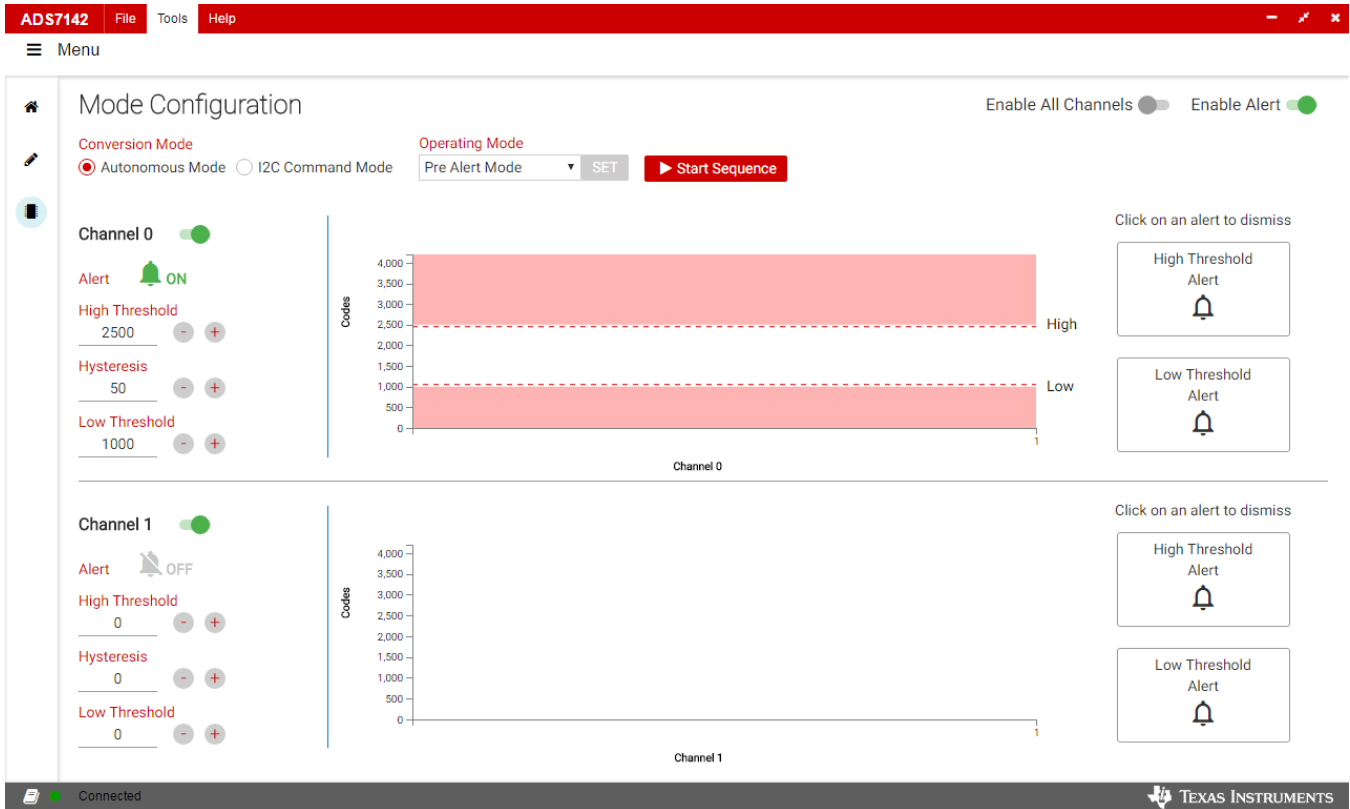 ADS7142 File Tools Help
Menu
Mode Configuration
Enable All Channels Enable Alert
Conversion Mode
Autonomous Mode I2C Command Mode
Operating Mode
Pre Alert Mode SET Start Sequence
Channel 0
Alert ON
High Threshold
2500 - +
Hysteresis
50 - +
Low Threshold
1000 - +
Codes
4,000
3,500
3,000
2,500
2,000
1,500
1,000
500
0
High
Low
1
Channel 0
Click on an alert to dismiss
High Threshold
Alert
Low Threshold
Alert
Channel 1
Alert OFF
High Threshold
0 - +
Hysteresis
0 - +
Low Threshold
0 - +
Codes
4,000
3,500
3,000
2,500
2,000
1,500
1,000
500
0
1
Channel 1
Click on an alert to dismiss
High Threshold
Alert
Low Threshold
Alert
Connected
TEXAS INSTRUMENTS